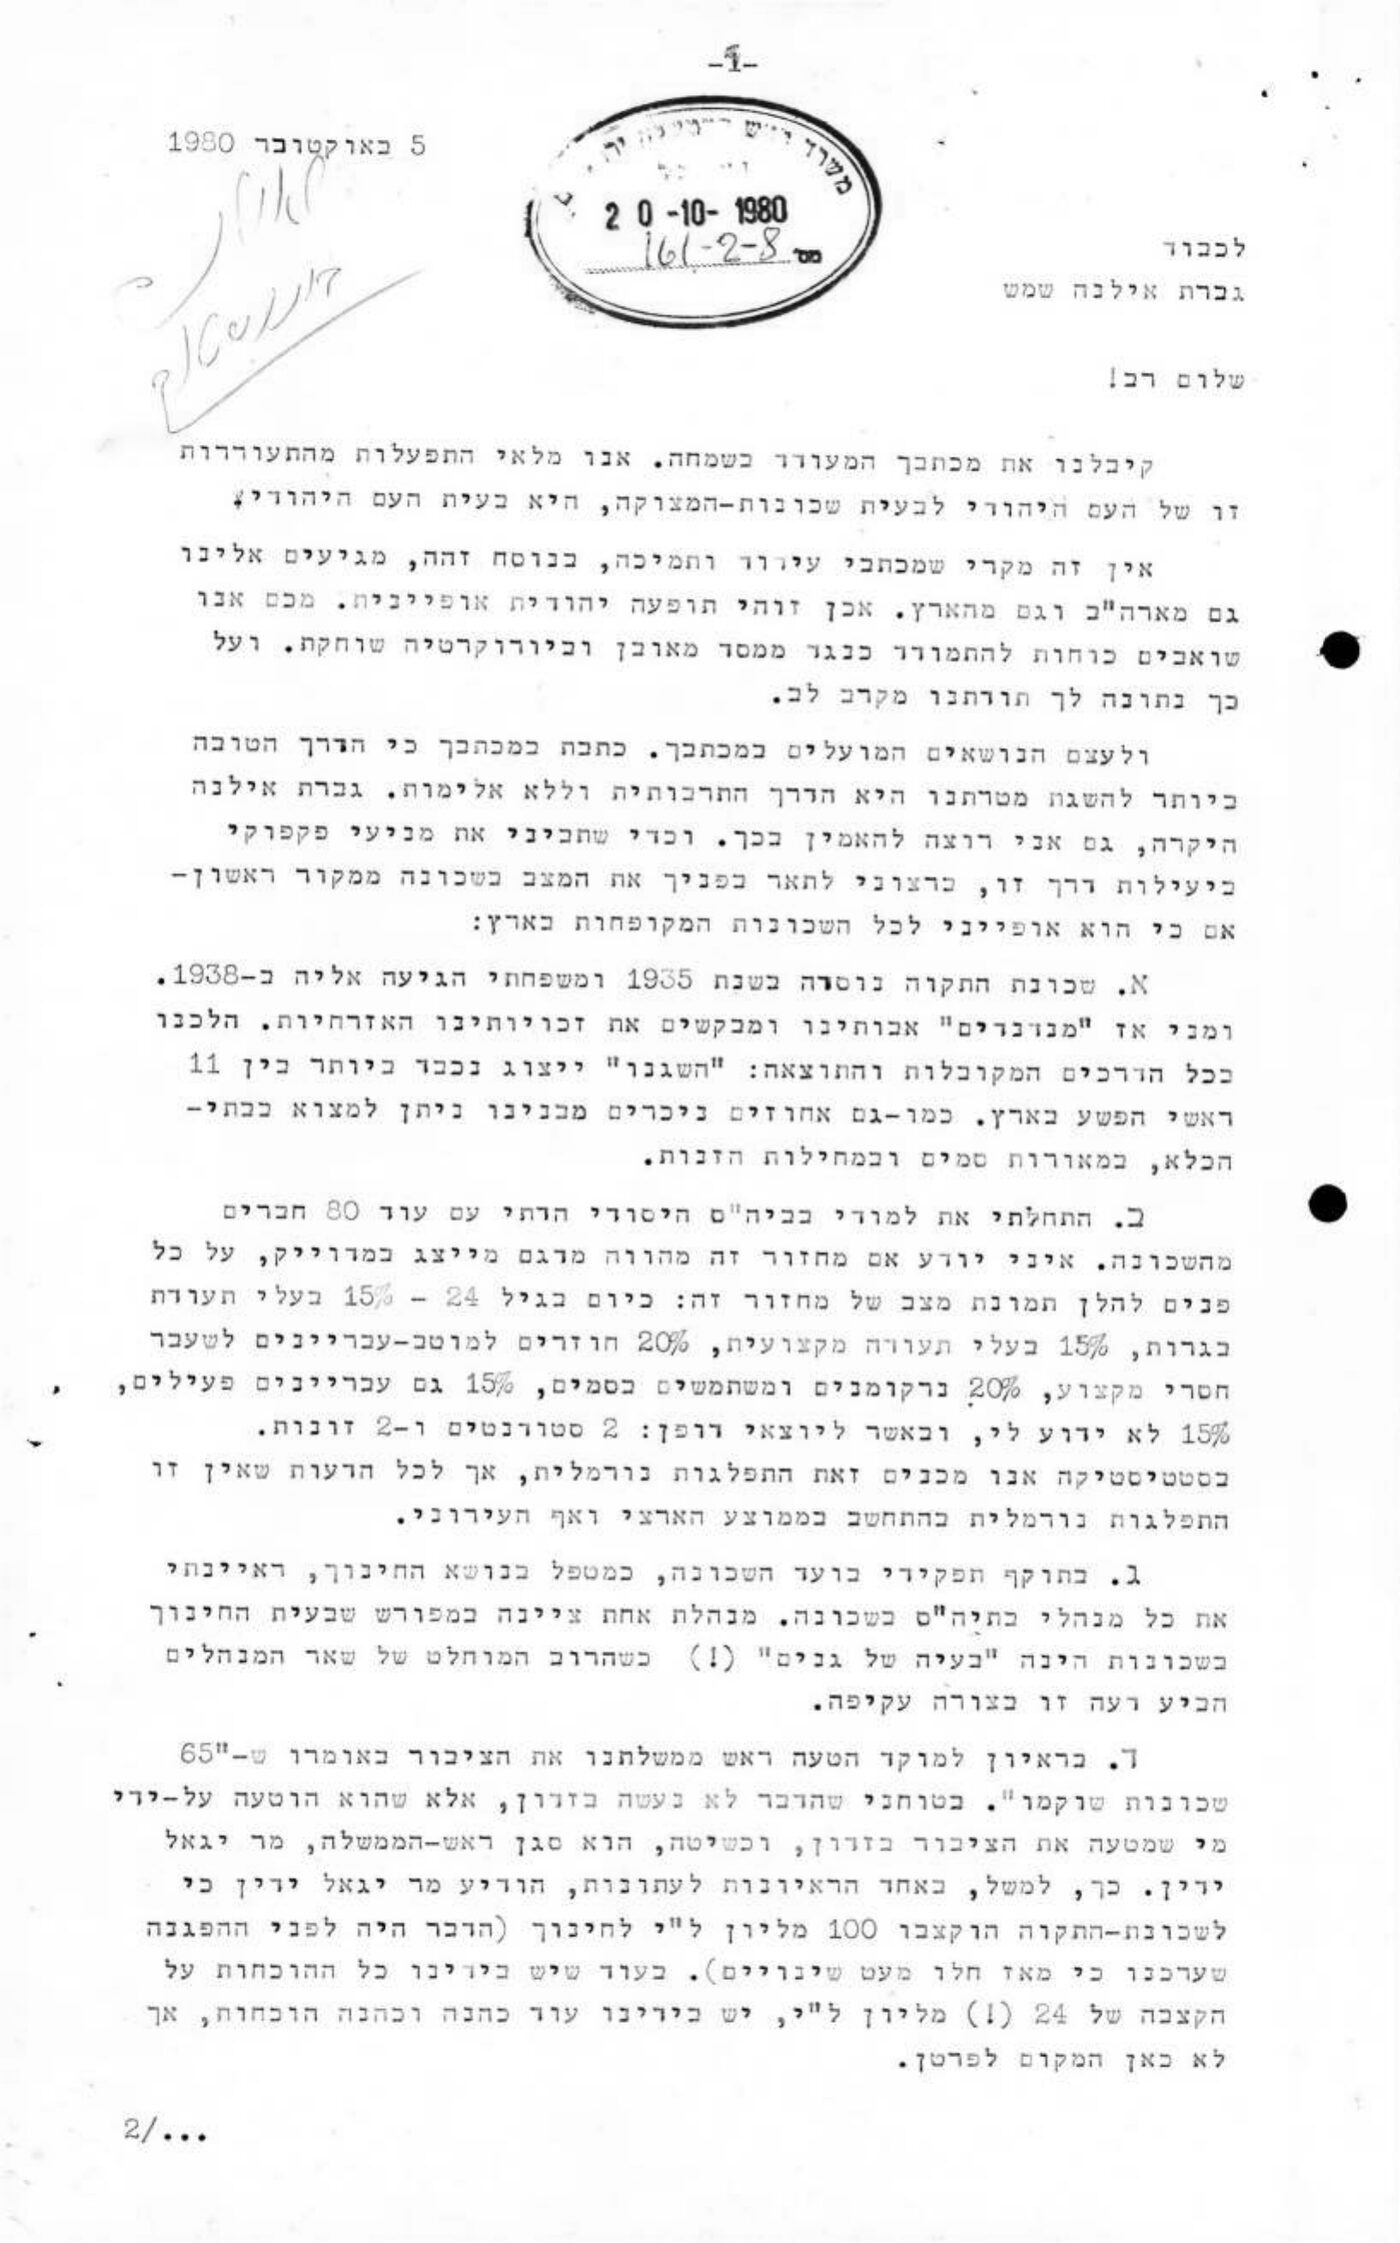 -1-
5 באוקטובר 1980
משרד
20-10-1980
מס 161-2-8
לכבוד
גברת אילנה שמש
שלום רב!
קיבלנו את מכתבך המעודד בשמחה. אנו מלאי התפעלות מהתעוררות
זו של העם היהודי לבעית שכונות-המצוקה, היא בעית העם היהודי.
אין זה מקרי שמכתבי עידוד ותמיכה, בנוסח זהה, מגיעים אלינו
גם מארה"ב וגם מהארץ. אכן זוהי תופעה יהודית אופיינית. מכם אנו
שואבים כוחות להתמודד כנגד ממסד מאובן וביורוקרטיה שוחקת. ועל
כך נתונה לך תודתנו מקרב לב.
ולעצם הנושאים המועלים במכתבך. כתבת במכתבך כי הדרך הטובה
ביותר להשגת מטרתנו היא הדרך התרבותית וללא אלימות. גברת אילנה
היקרה, גם אני רוצה להאמין בכך. וכדי שתביני את מניעי פקפוקי
ביעילות דרך זו, ברצוני לתאר בפניך את המצב בשכונה ממקור ראשון-
אם כי הוא אופייני לכל השכונות המקופחות בארץ:
א. שכונת התקוה נוסדה בשנת 1935 ומשפחתי הגיעה אליה ב-1938.
ומני אז "מנדנדים" אבותינו ומבקשים את זכויותינו האזרחיות. הלכנו
בכל הדרכים המקובלות והתוצאה: "השגנו" ייצוג נכבד ביותר בין 11
ראשי הפשע בארץ. כמו-גם אחוזים ניכרים מבנינו ניתן למצוא בבתי-
הכלא, במאורות סמים ובמחילות הזנות.
ב. התחלתי את למודי בביה"ס היסודי הדתי עם עוד 80 חברים
מהשכונה. איני יודע אם מחזור זה מהווה מדגם מייצג במדוייק, על כל
פנים להלן תמונת מצב של מחזור זה: כיום בגיל 24 - 15% בעלי תעודת
בגרות, 15% בעלי תעודה מקצועית, 20% חוזרים למוטב-עבריינים לשעבר
חסרי מקצוע, 20% נרקומנים ומשתמשים בסמים, 15% גם עבריינים פעילים,
15% לא ידוע לי, ובאשר ליוצאי דופן: 2 סטודנטים ו-2 זונות.
בסטטיסטיקה אנו מכנים זאת התפלגות נורמלית, אך לכל הדעות שאין זו
התפלגות נורמלית בהתחשב בממוצע הארצי ואף העירוני.
ג. בתוקף תפקידי בועד השכונה, כמטפל בנושא החינוך, ראיינתי
את כל מנהלי בתיה"ס בשכונה. מנהלת אחת ציינה במפורש שבעית החינוך
בשכונות הינה "בעיה של גנים" (!) כשהרוב המוחלט של שאר המנהלים
הביע דעה זו בצורה עקיפה.
ד. בראיון למוקד הטעה ראש ממשלתנו את הציבור באומרו ש-"65
שכונות שוקמו". בטוחני שהדבר לא נעשה בזדון, אלא שהוא הוטעה על-ידי
מי שמטעה את הציבור בזדון, וכשיטה, הוא סגן ראש-הממשלה, מר יגאל
ידין. כך, למשל, באחד הראיונות לעתונות, הודיע מר יגאל ידין כי
לשכונת-התקוה הוקצבו 100 מליון ל"י לחינוך (הדבר היה לפני ההפגנה
שערכנו כי מאז חלו מעט שינויים). בעוד שיש בידינו כל ההוכחות על
הקצבה של 24 (!) מליון ל"י, יש בידינו עוד כהנה וכהנה הוכחות, אך
לא כאן המקום לפרטן.
2/...